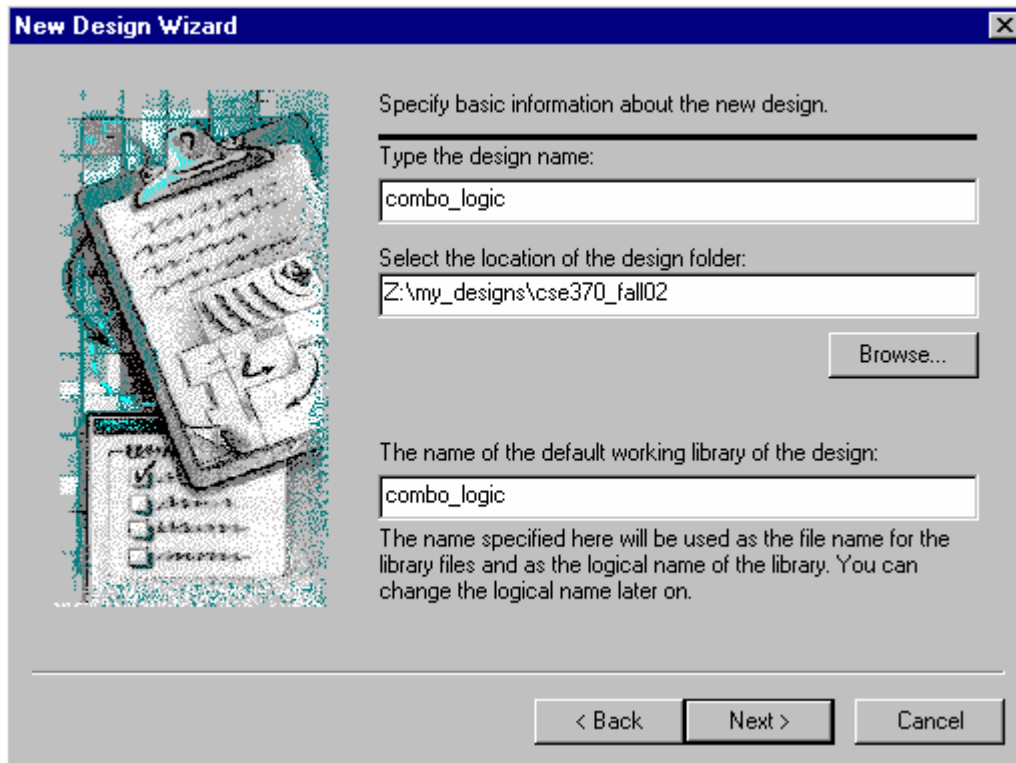 New Design Wizard
Specify basic information about the new design.
Type the design name:
combo_logic
Select the location of the design folder:
Z:\my_designs\cse370_fall02
Browse...
The name of the default working library of the design:
combo_logic
The name specified here will be used as the file name for the
library files and as the logical name of the library. You can
change the logical name later on.
< Back
Next >
Cancel